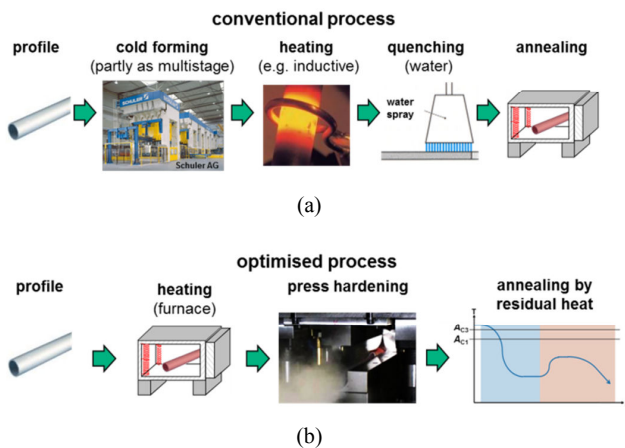 conventional process
profile
cold forming
(partly as multistage)
heating
(e.g. inductive)
quenching
(water)
annealing
SCHULER
Schuler AG
water
spray
(a)
optimised process
profile
heating
(furnace)
press hardening
annealing by
residual heat
T
AC3
AC1
t
(b)